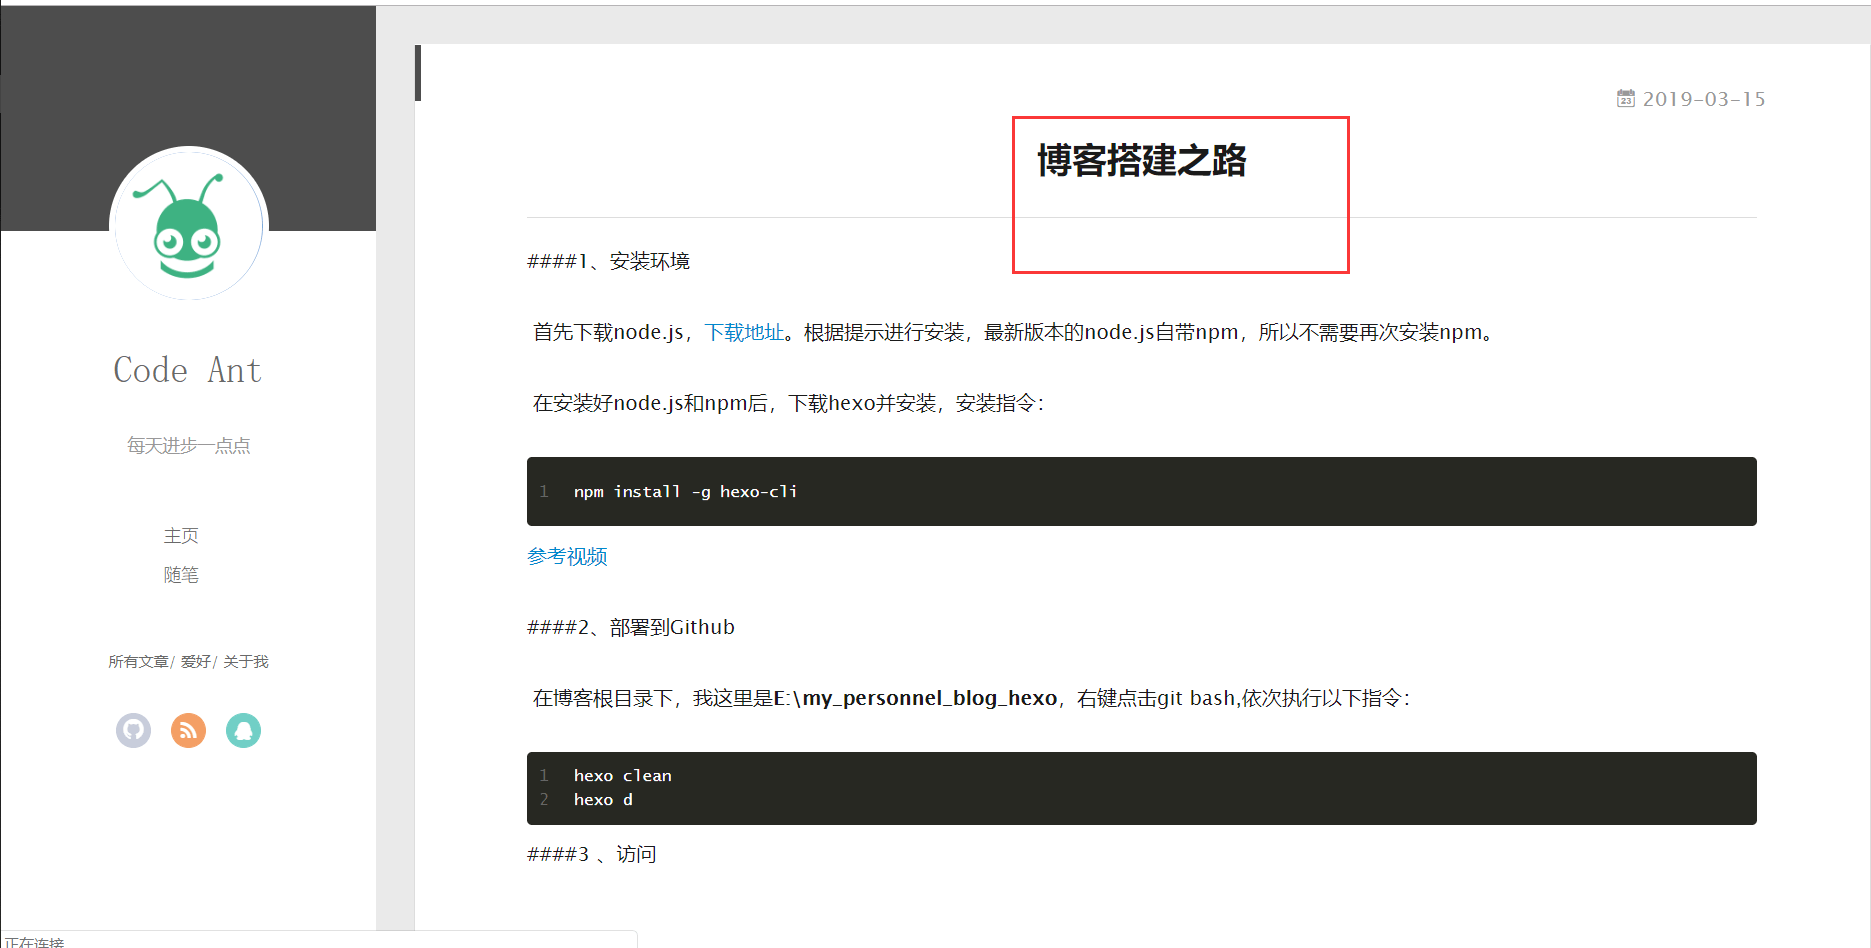 Code Ant
每天进步一点点
主页
随笔
所有文章/ 爱好/ 关于我
2019-03-15
博客搭建之路
####1、安装环境
首先下载node.js，下载地址。根据提示进行安装，最新版本的node.js自带npm，所以不需要再次安装npm。
在安装好node.js和npm后，下载hexo并安装，安装指令：
1 npm install -g hexo-cli
参考视频
####2、部署到Github
在博客根目录下，我这里是E:\my_personnel_blog_hexo，右键点击git bash,依次执行以下指令：
1 hexo clean
2 hexo d
####3 、访问
正在连接